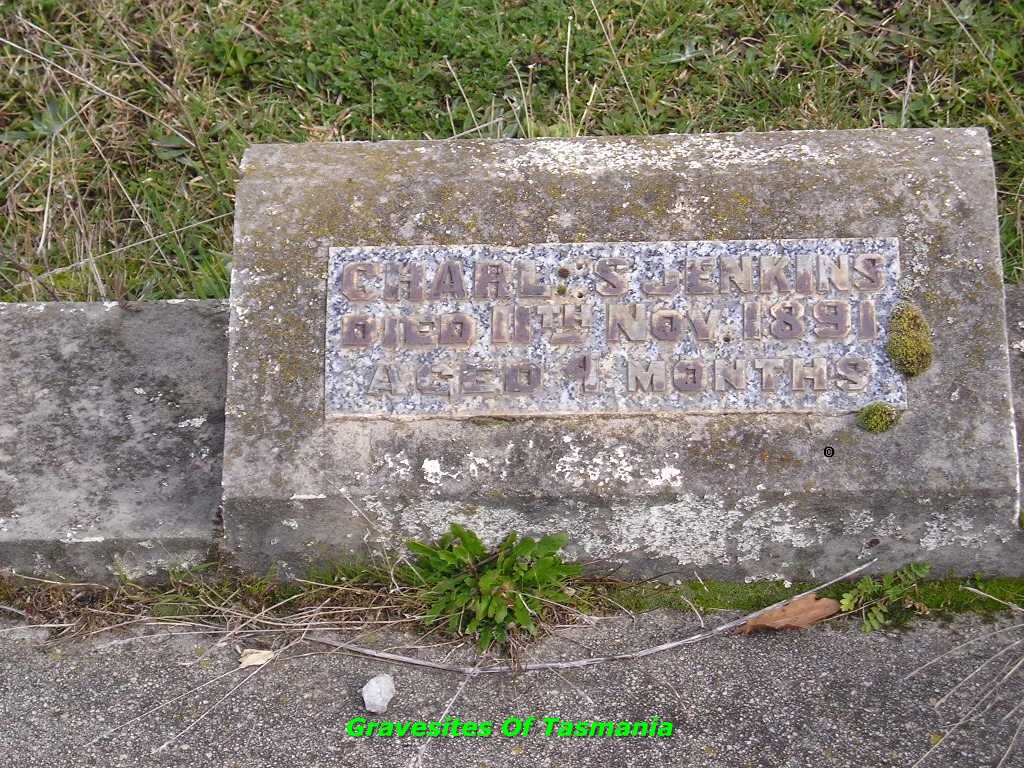 CHARLES JENKINS
DIED 11TH NOV. 1891
AGED 4 MONTHS
©
Gravesites Of Tasmania